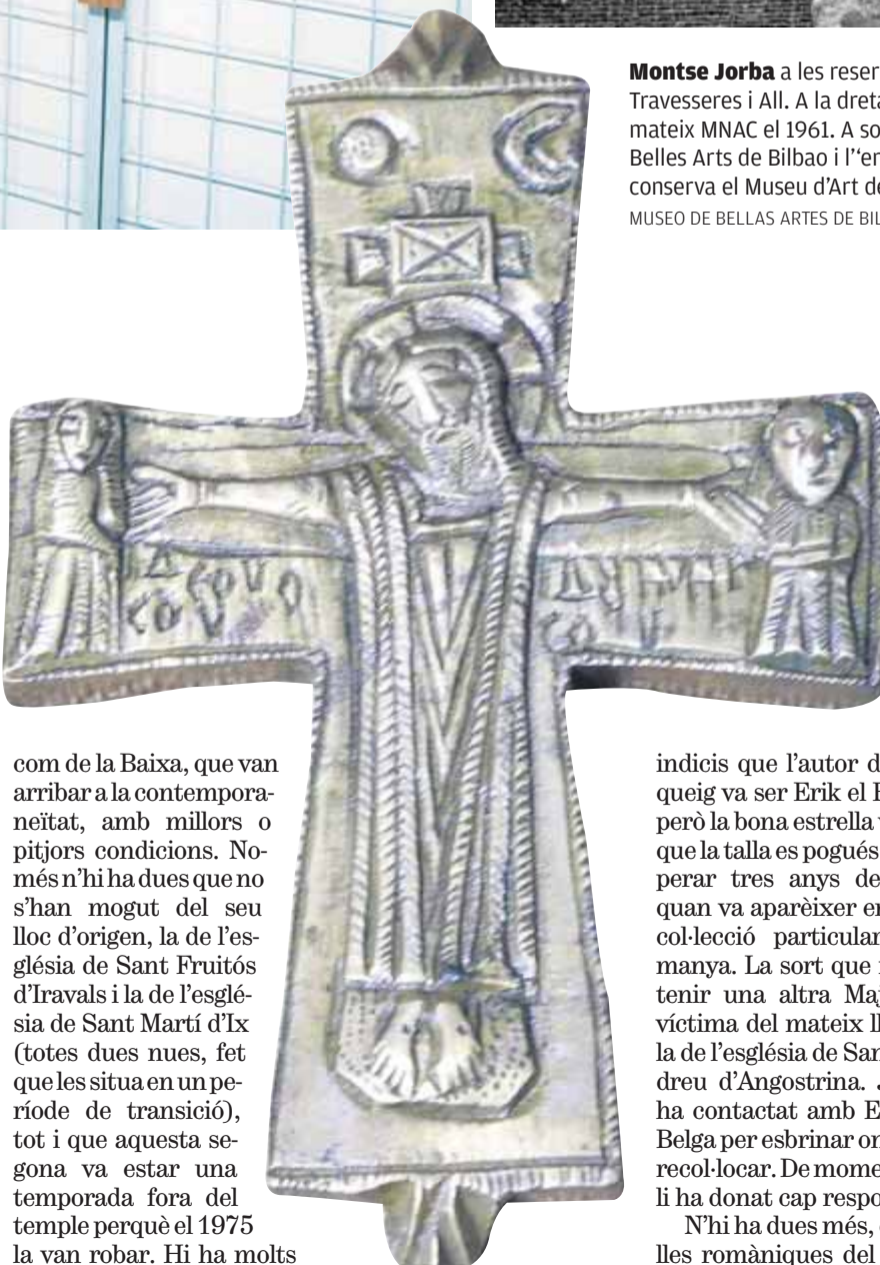 Montse Jorba a les reser
Travesseres i All. A la dreta
mateix MNAC el 1961. A so
Belles Arts de Bilbao i l’‘er
conserva el Museu d’Art de
MUSEO DE BELLAS ARTES DE BIL
com de la Baixa, que van
arribar a la contempora-
neïtat, amb millors o
pitjors condicions. No-
més n’hi ha dues que no
s’han mogut del seu
lloc d’origen, la de l’es-
glésia de Sant Fruitós
d’Iravals i la de l’esglé-
sia de Sant Martí d’Ix
(totes dues nues, fet
que les situa en un pe-
ríode de transició),
tot i que aquesta se-
gona va estar una
temporada fora del
temple perquè el 1975
la van robar. Hi ha molts
indicis que l’autor d
queig va ser Erik el
però la bona estrella
que la talla es pogués
perar tres anys de
quan va aparèixer en
col·lecció particular
manya. La sort que
tenir una altra Maj
víctima del mateix ll
la de l’església de San
dreu d’Angostrina.
ha contactat amb E
Belga per esbrinar on
recol·locar. De mome
li ha donat cap respo
N’hi ha dues més,
lles romàniques del